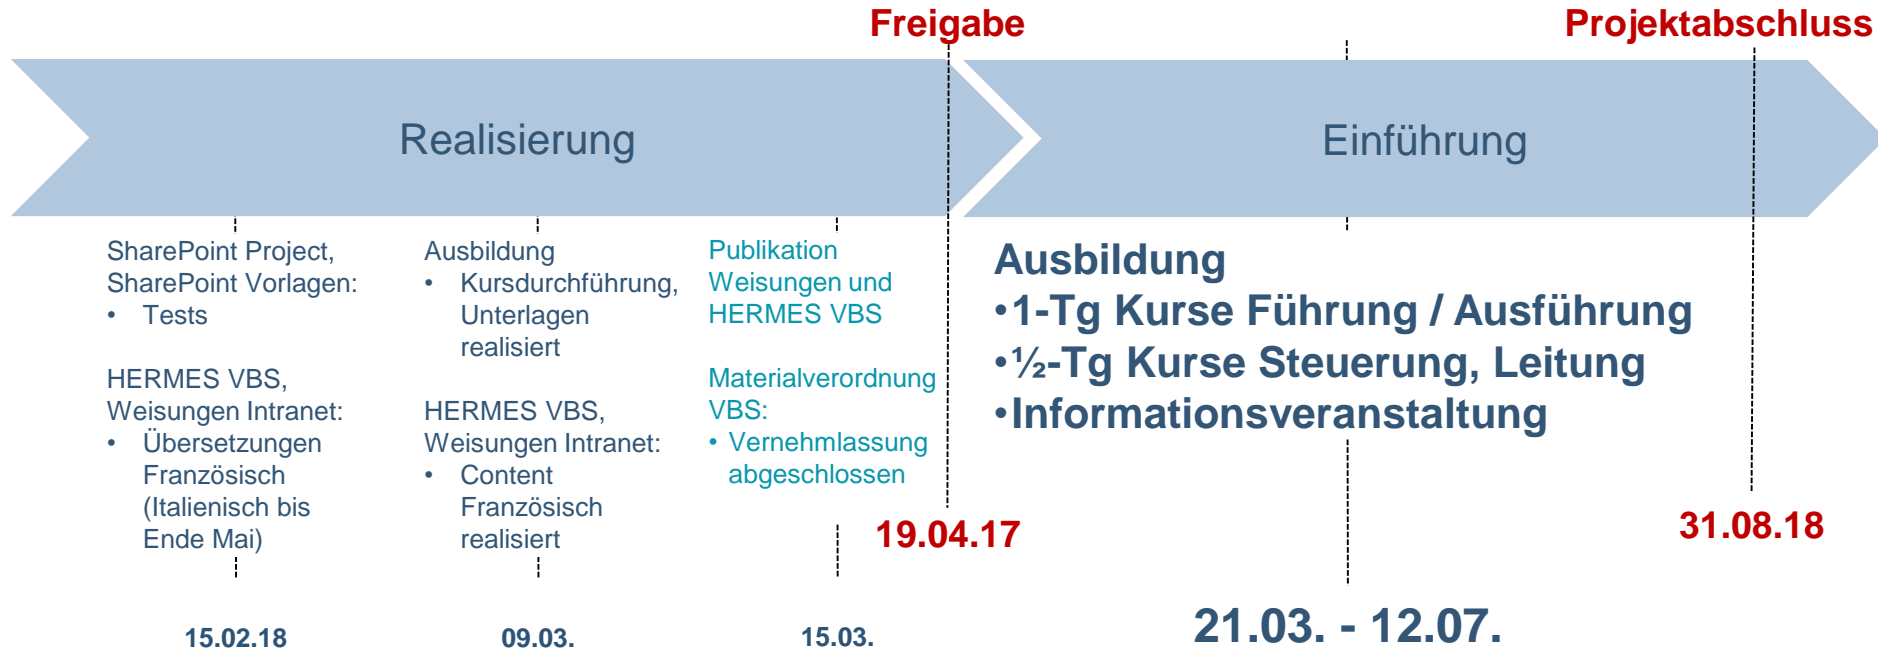 Freigabe
Projektabschluss
Realisierung
Einführung
SharePoint Project,
SharePoint Vorlagen:
• Tests
HERMES VBS,
Weisungen Intranet:
• Übersetzungen
Französisch
(Italienisch bis
Ende Mai)
15.02.18
Ausbildung
• Kursdurchführung,
Unterlagen
realisiert
HERMES VBS,
Weisungen Intranet:
• Content
Französisch
realisiert
09.03.
Publikation
Weisungen und
HERMES VBS
Materialverordnung
VBS:
• Vernehmlassung
abgeschlossen
15.03.
19.04.17
Ausbildung
•1-Tg Kurse Führung / Ausführung
•½-Tg Kurse Steuerung, Leitung
•Informationsveranstaltung
21.03. - 12.07.
31.08.18